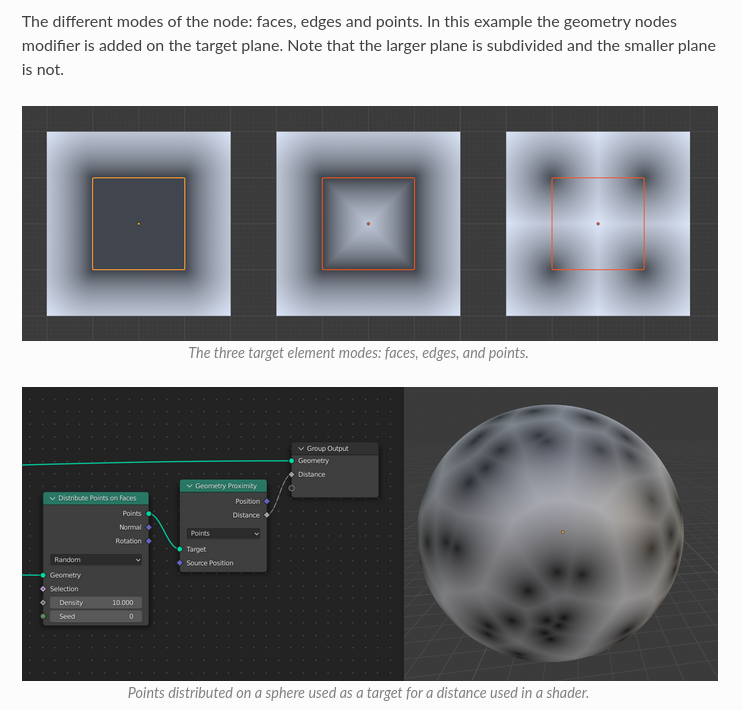 The different modes of the node: faces, edges and points. In this example the geometry nodes
modifier is added on the target plane. Note that the larger plane is subdivided and the smaller plane
is not.
The three target element modes: faces, edges, and points.
Group Output
Geometry
Distance
Geometry Proximity
Position
Distance
Points
Target
Source Position
Distribute Points on Faces
Points
Normal
Rotation
Random
Geometry
Selection
Density 10.000
Seed 0
Points distributed on a sphere used as a target for a distance used in a shader.